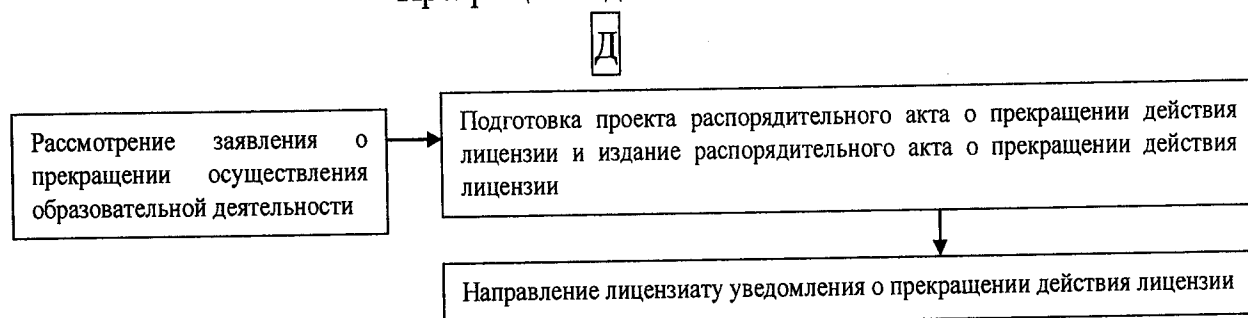 Д
Рассмотрение заявления о
прекращении осуществления
образовательной деятельности
Подготовка проекта распорядительного акта о прекращении действия
лицензии и издание распорядительного акта о прекращении действия
лицензии
Направление лицензиату уведомления о прекращении действия лицензии